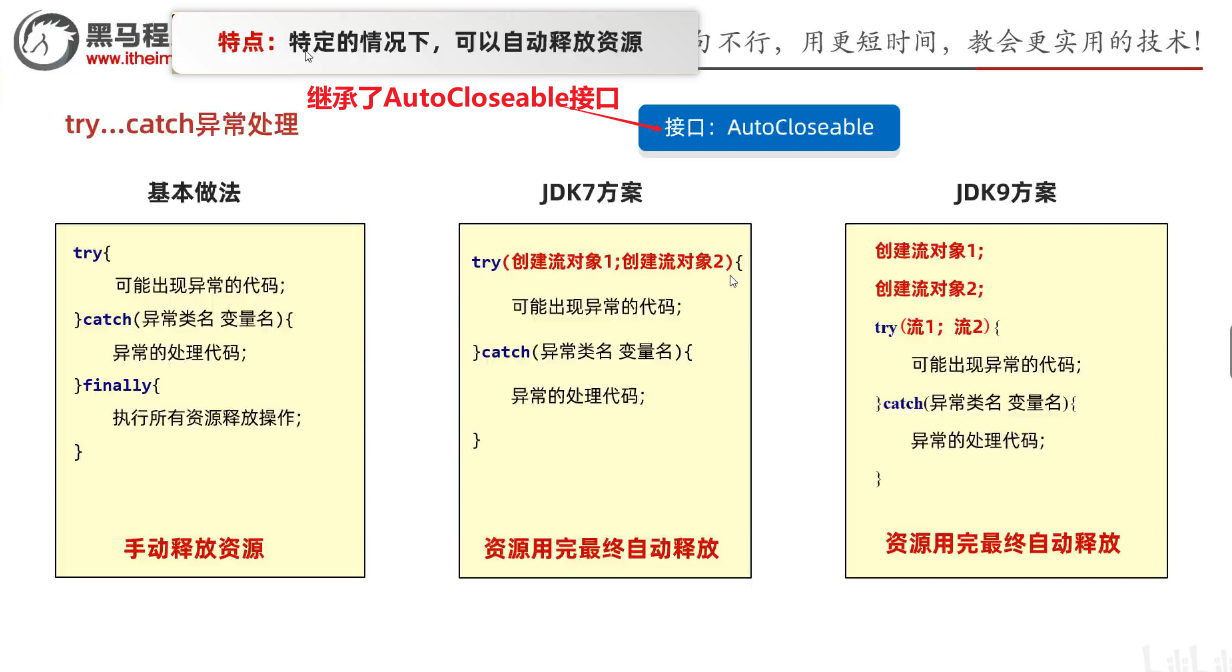 黑马程
www.itheim
特点：特定的情况下，可以自动释放资源
不行，用更短时间，教会更实用的技术！
继承了AutoCloseable接口
try...catch异常处理
接口：AutoCloseable
基本做法
try{
可能出现异常的代码;
}catch(异常类名 变量名){
异常的处理代码;
}finally{
执行所有资源释放操作;
}
手动释放资源
JDK7方案
try(创建流对象1;创建流对象2){
可能出现异常的代码;
}catch(异常类名 变量名){
异常的处理代码;
}
资源用完最终自动释放
JDK9方案
创建流对象1;
创建流对象2;
try(流1；流2){
可能出现异常的代码;
}catch(异常类名 变量名){
异常的处理代码;
}
资源用完最终自动释放